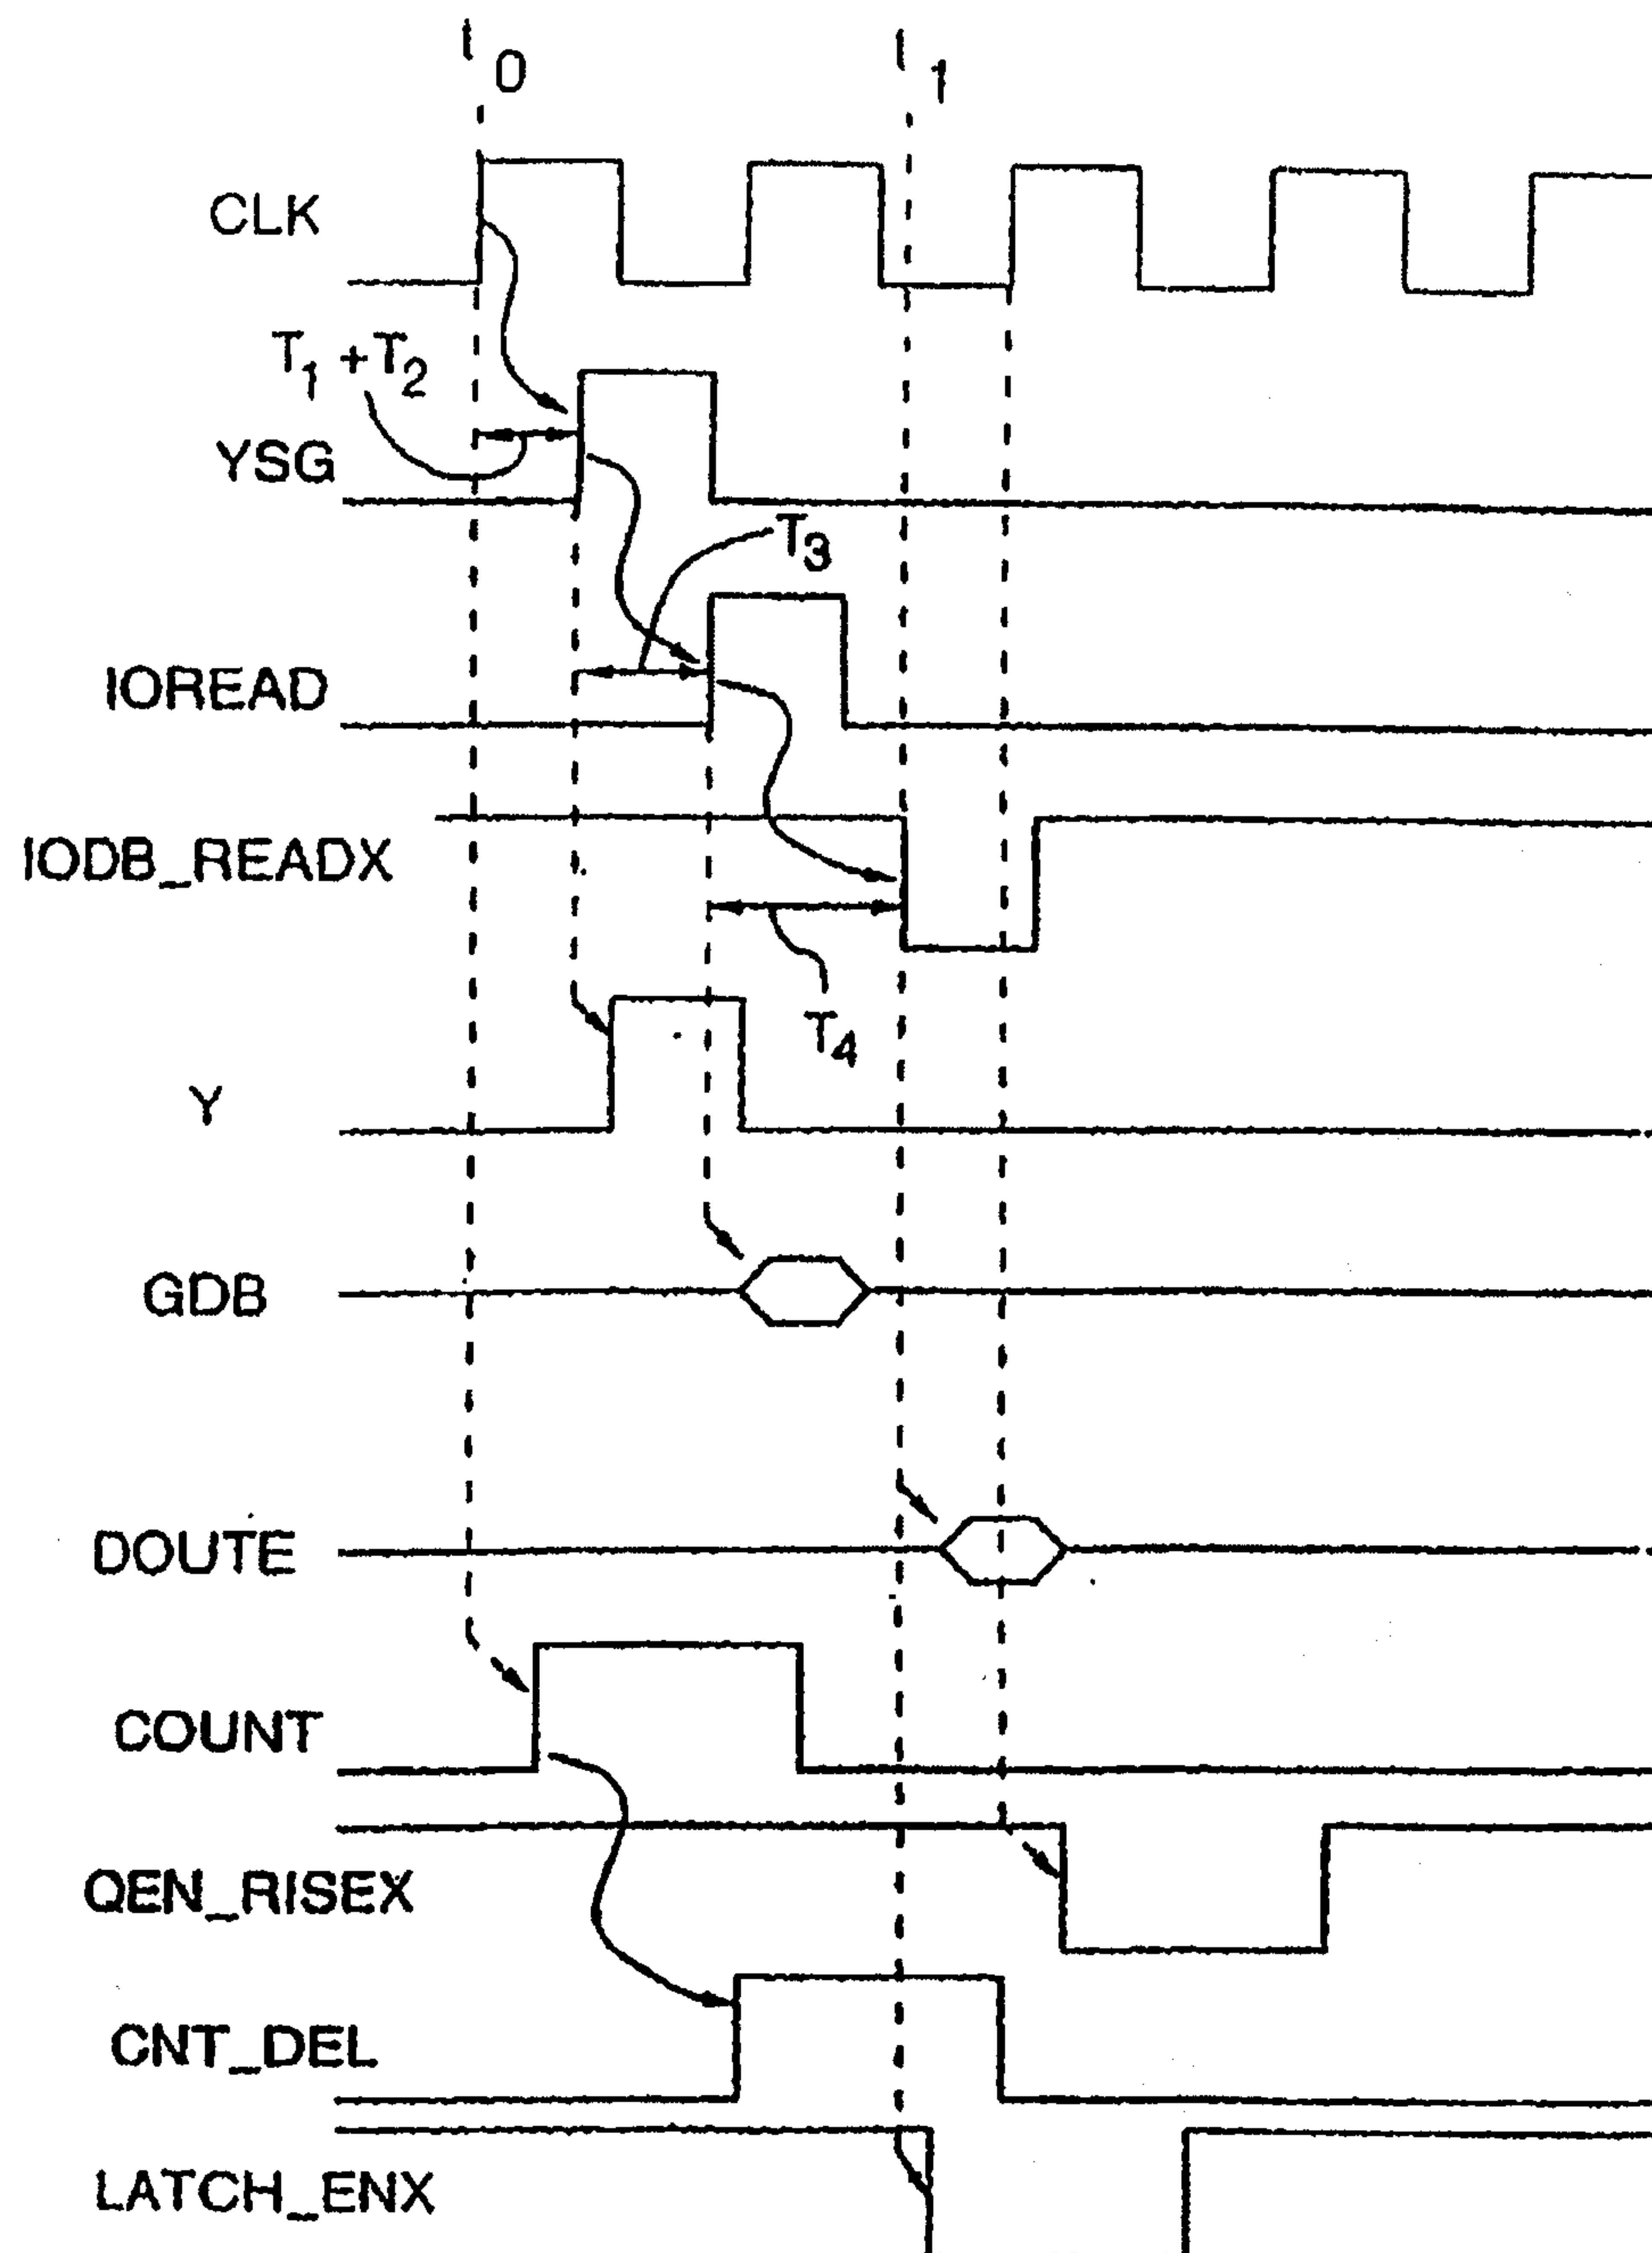 t0 t1
CLK
T1 +T2
YSG
T3
IOREAD
IODB_READX
T4
Y
GDB
DOUTE
COUNT
QEN_RISEX
CNT_DEL
LATCH_ENX